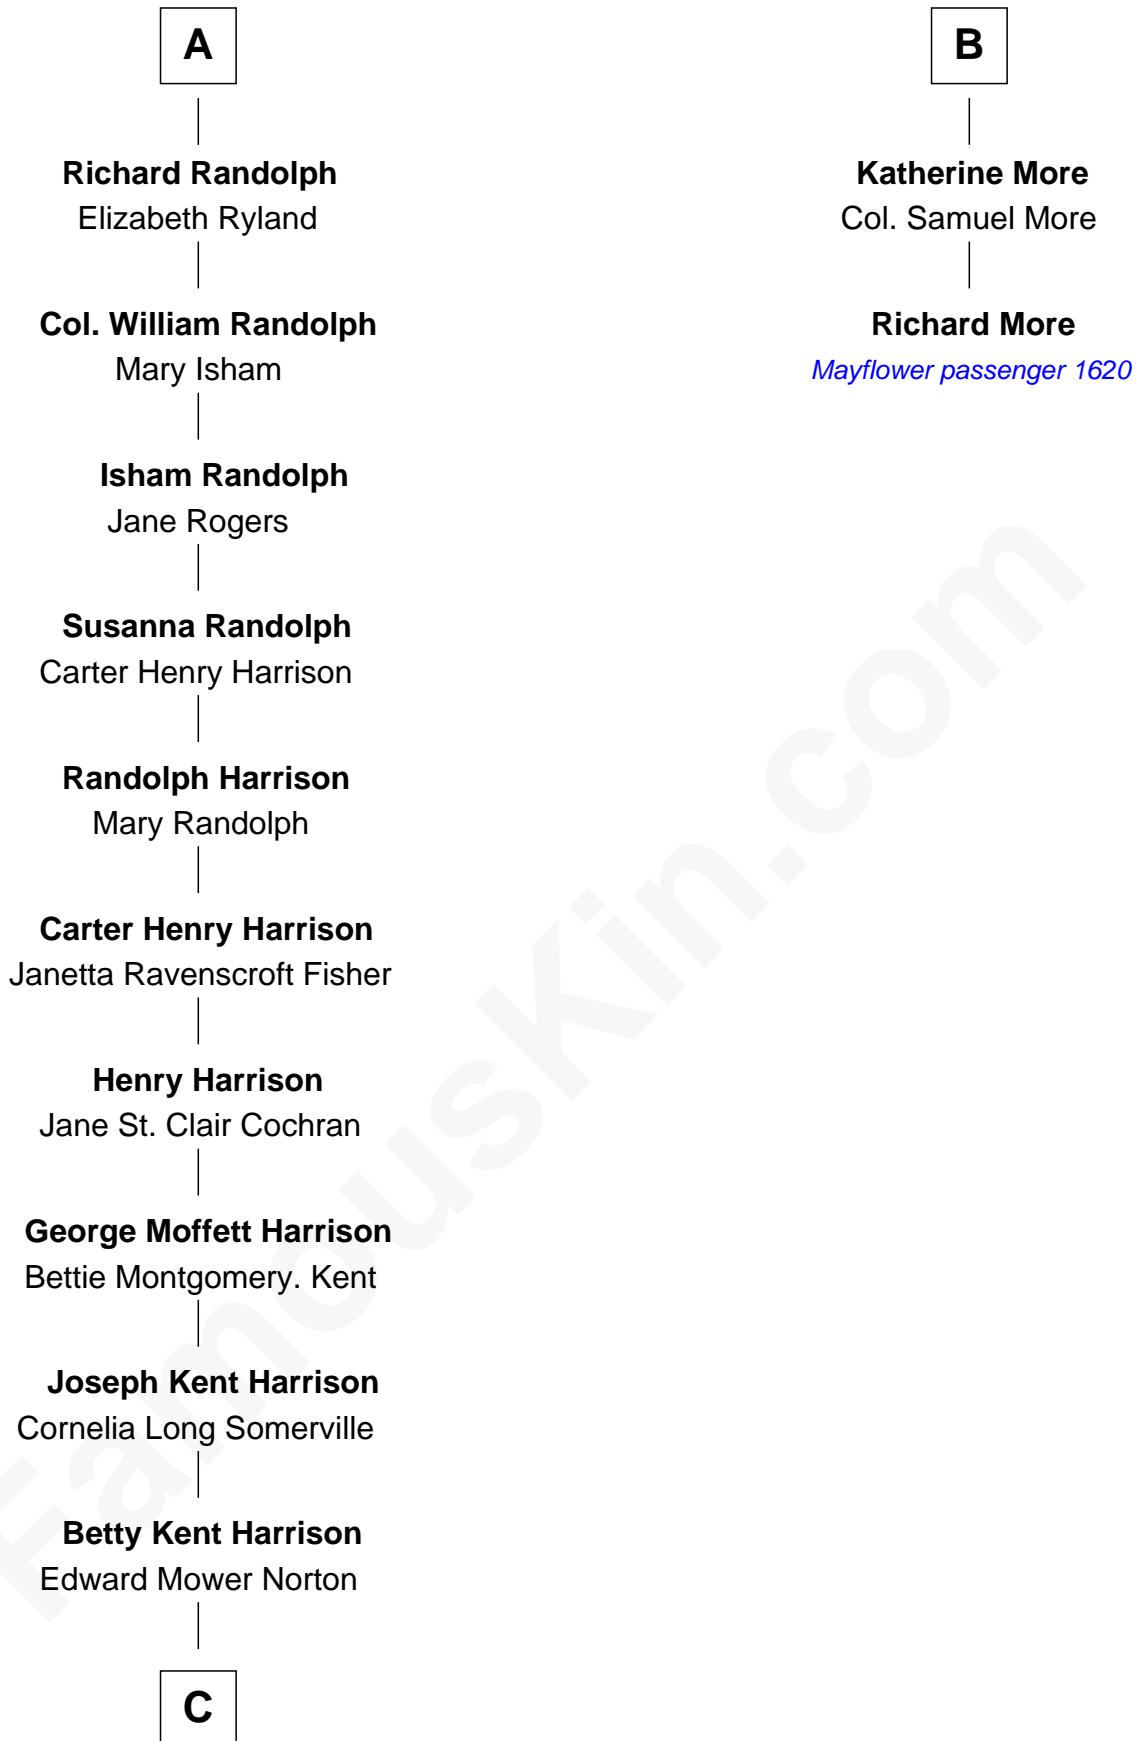 A
Richard Randolph
Elizabeth Ryland
Col. William Randolph
Mary Isham
Isham Randolph
Jane Rogers
Susanna Randolph
Carter Henry Harrison
Randolph Harrison
Mary Randolph
Carter Henry Harrison
Janetta Ravenscroft Fisher
Henry Harrison
Jane St. Clair Cochran
George Moffett Harrison
Bettie Montgomery. Kent
Joseph Kent Harrison
Cornelia Long Somerville
Betty Kent Harrison
Edward Mower Norton
C
B
Katherine More
Col. Samuel More
Richard More
Mayflower passenger 1620
FamousKin.com